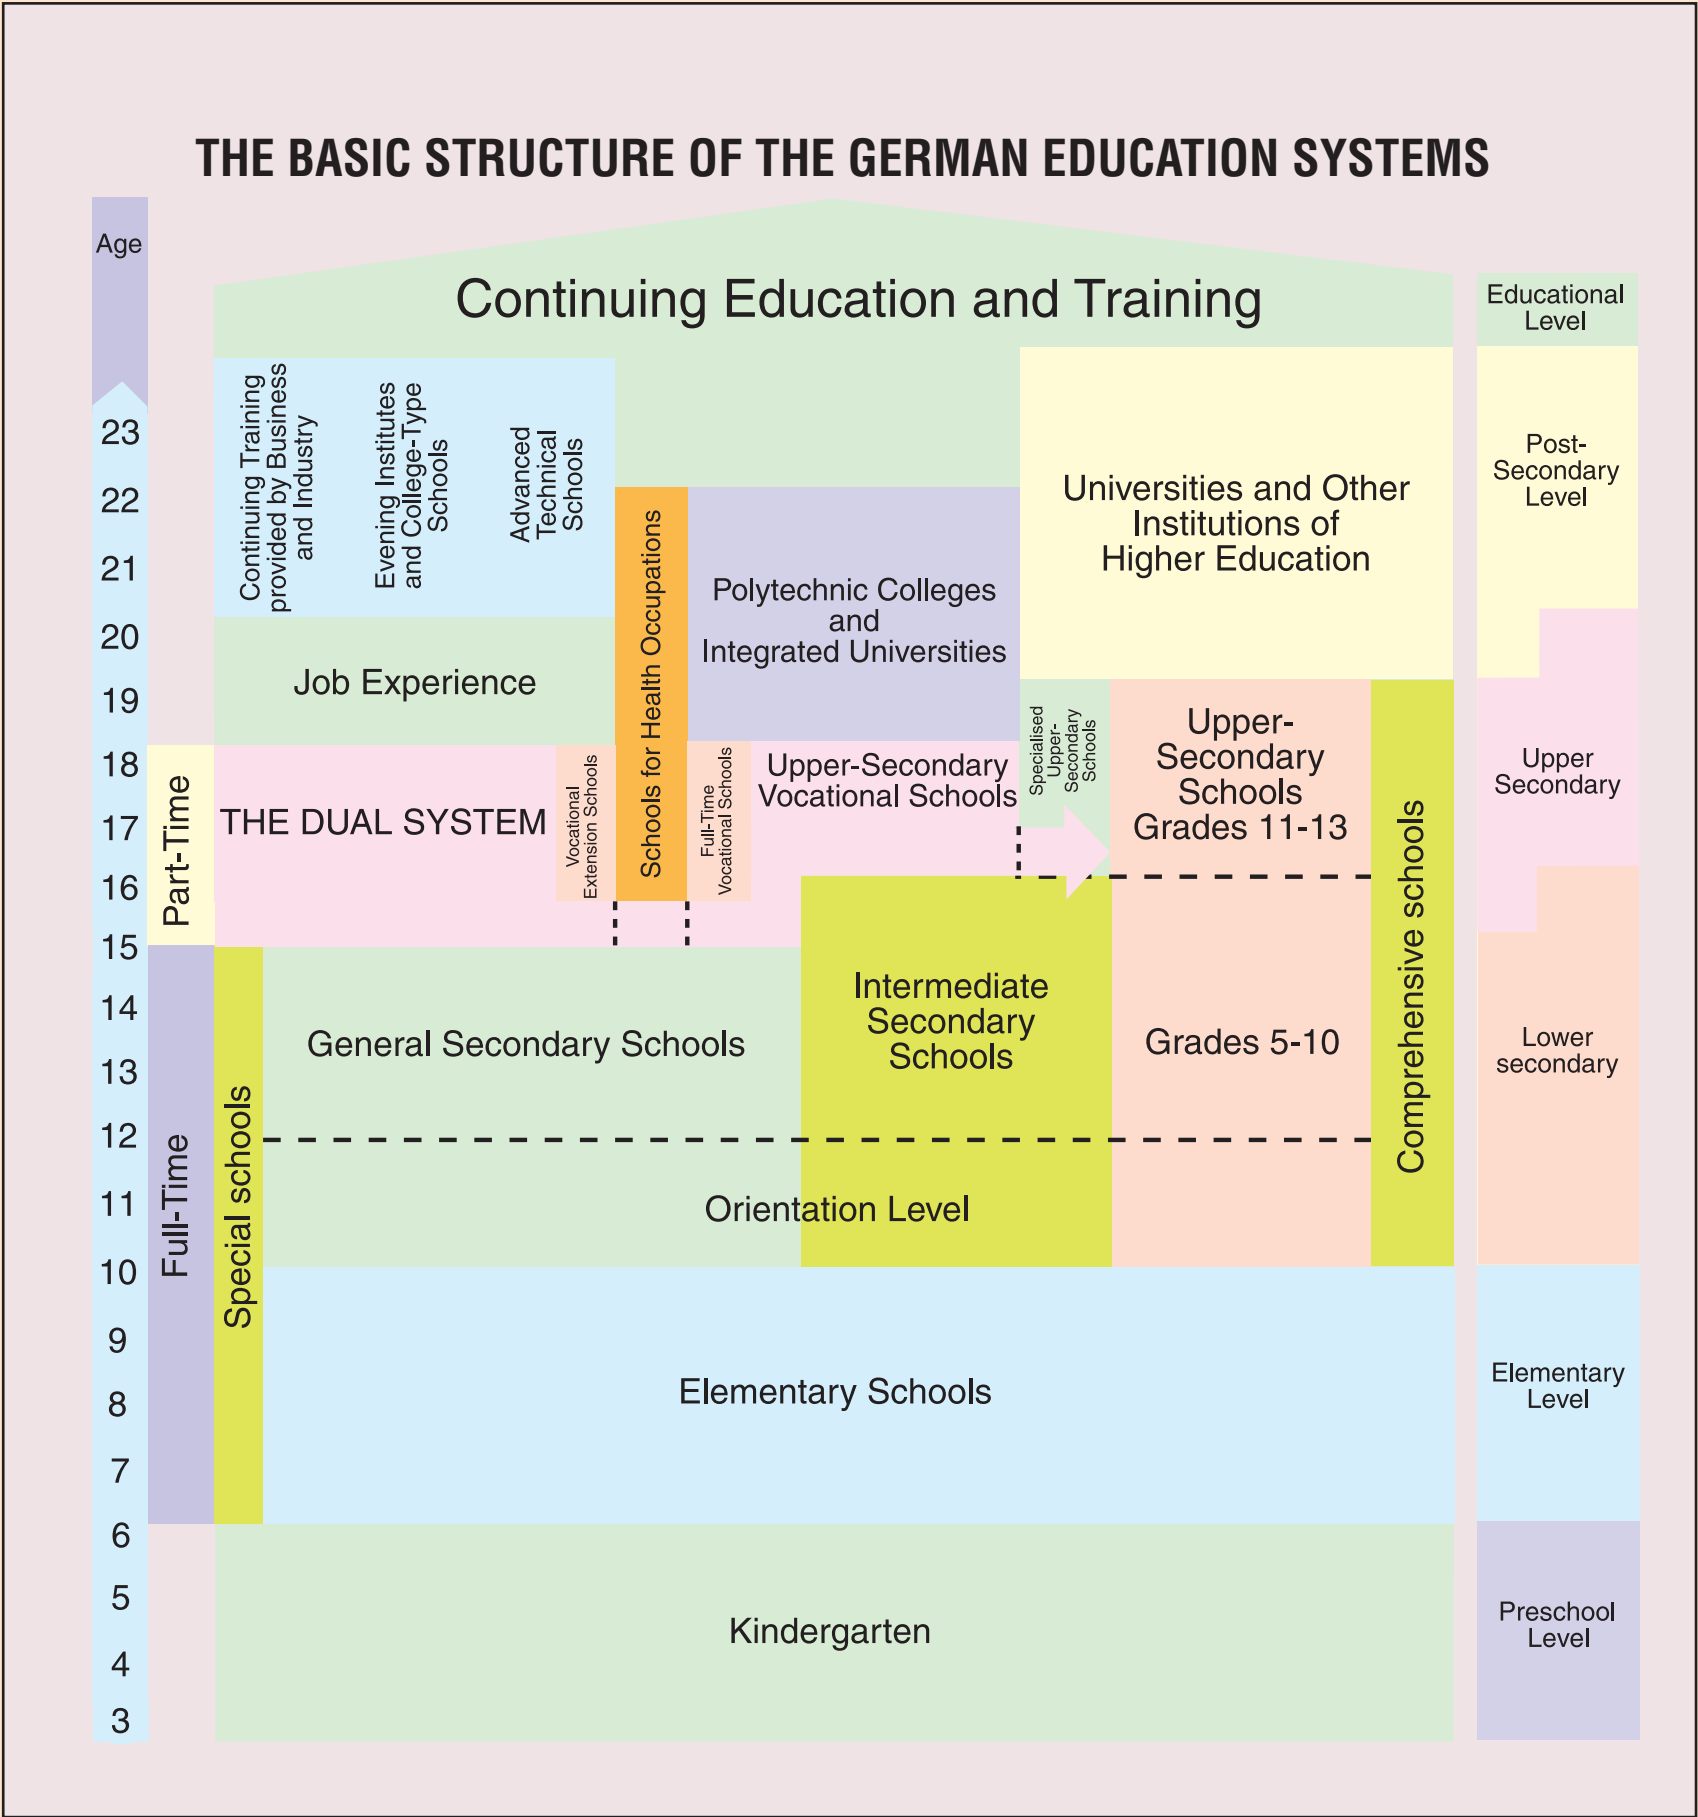 THE BASIC STRUCTURE OF THE GERMAN EDUCATION SYSTEMS
Age
23
22
21
20
19
18
17
16
15
14
13
12
11
10
9
8
7
6
5
4
3
Part-Time
Full-Time
Continuing Education and Training
Continuing Training
provided by Business
and Industry
Evening Institutes
and College-Type
Schools
Advanced
Technical
Schools
Job Experience
Schools for Health Occupations
Polytechnic Colleges
and
Integrated Universities
Universities and Other
Institutions of
Higher Education
THE DUAL SYSTEM
Vocational
Extension Schools
Full-Time
Vocational Schools
Upper-Secondary
Vocational Schools
Specialised
Upper-
Secondary
Schools
Upper-
Secondary
Schools
Grades 11-13
Comprehensive schools
Special schools
General Secondary Schools
Intermediate
Secondary
Schools
Grades 5-10
Orientation Level
Elementary Schools
Kindergarten
Educational
Level
Post-
Secondary
Level
Upper
Secondary
Lower
secondary
Elementary
Level
Preschool
Level